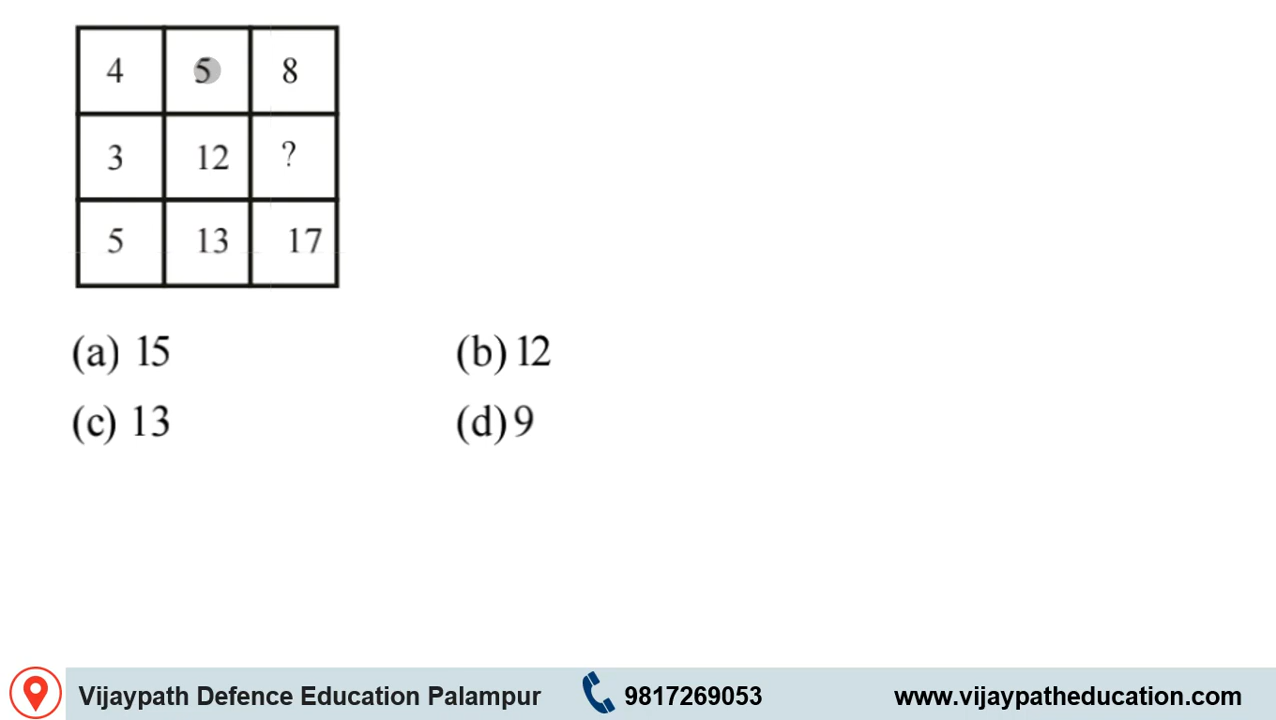 4 5 8
3 12 ?
5 13 17
(a) 15 (b) 12
(c) 13 (d) 9
Vijaypath Defence Education Palampur 9817269053 www.vijaypatheducation.com